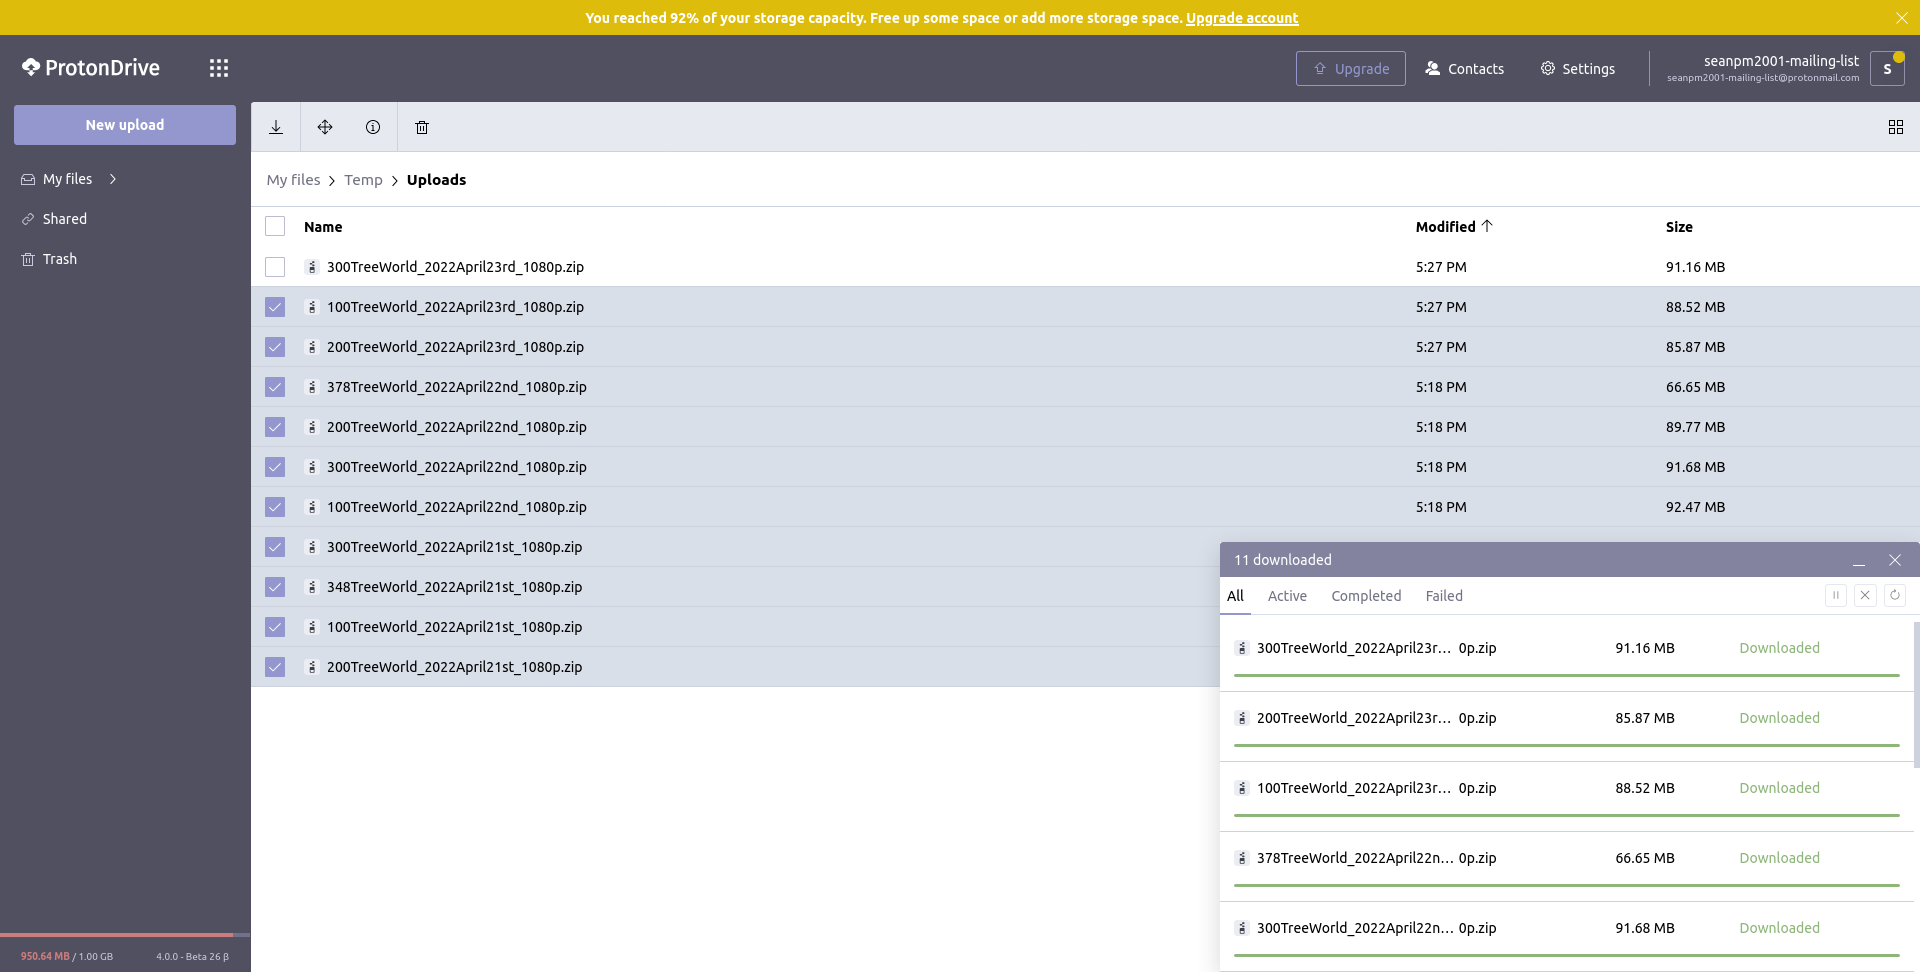 You reached 92% of your storage capacity. Free up some space or add more storage space. Upgrade account
ProtonDrive
Upgrade
Contacts
Settings
seanpm2001-mailing-list
seanpm2001-mailing-list@protonmail.com
S
New upload
My files
Shared
Trash
My files > Temp > Uploads
Name Modified Size
300TreeWorld_2022April23rd_1080p.zip 5:27 PM 91.16 MB
100TreeWorld_2022April23rd_1080p.zip 5:27 PM 88.52 MB
200TreeWorld_2022April23rd_1080p.zip 5:27 PM 85.87 MB
378TreeWorld_2022April22nd_1080p.zip 5:18 PM 66.65 MB
200TreeWorld_2022April22nd_1080p.zip 5:18 PM 89.77 MB
300TreeWorld_2022April22nd_1080p.zip 5:18 PM 91.68 MB
100TreeWorld_2022April22nd_1080p.zip 5:18 PM 92.47 MB
300TreeWorld_2022April21st_1080p.zip
348TreeWorld_2022April21st_1080p.zip
100TreeWorld_2022April21st_1080p.zip
200TreeWorld_2022April21st_1080p.zip
11 downloaded
All Active Completed Failed
300TreeWorld_2022April23r... 0p.zip 91.16 MB Downloaded
200TreeWorld_2022April23r... 0p.zip 85.87 MB Downloaded
100TreeWorld_2022April23r... 0p.zip 88.52 MB Downloaded
378TreeWorld_2022April22n... 0p.zip 66.65 MB Downloaded
300TreeWorld_2022April22n... 0p.zip 91.68 MB Downloaded
950.64 MB / 1.00 GB 4.0.0 - Beta 26 β